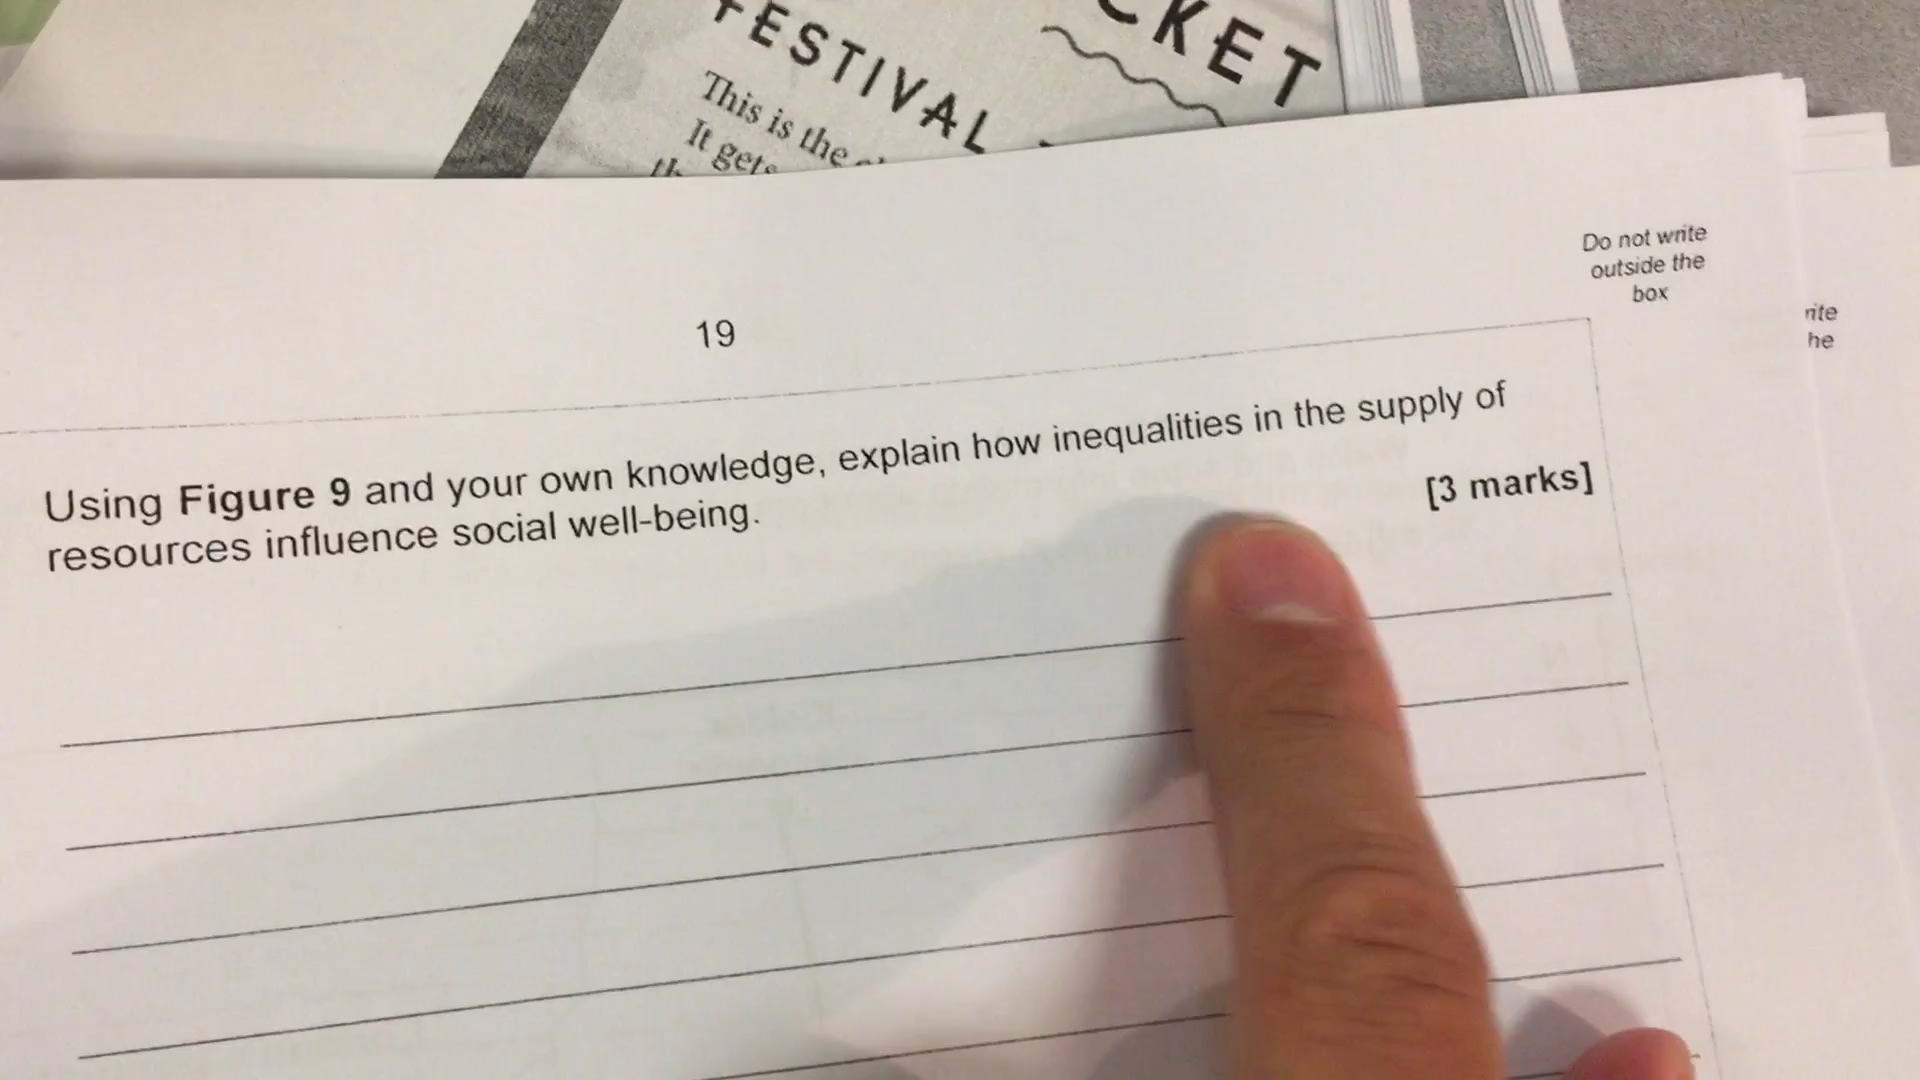 FESTIVAL
CKET
This is the
It gets
th
Do not write
outside the
box
rite
he
19
Using Figure 9 and your own knowledge, explain how inequalities in the supply of
resources influence social well-being.
[3 marks]